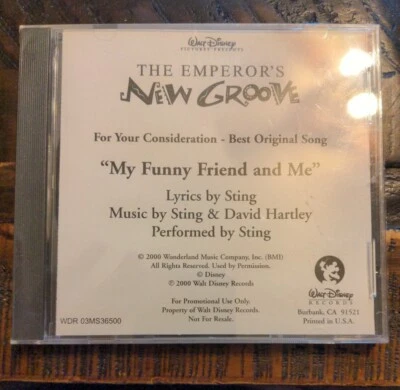 Walt Disney
PICTURES PRESENTS
THE EMPEROR'S
NEW GROOVE
For Your Consideration - Best Original Song
"My Funny Friend and Me"
Lyrics by Sting
Music by Sting & David Hartley
Performed by Sting
© 2000 Wonderland Music Company, Inc. (BMI)
All Rights Reserved. Used by Permission.
© Disney
© 2000 Walt Disney Records
For Promotional Use Only.
Property of Walt Disney Records.
Not For Resale.
WDR 03MS36500
Walt Disney
RECORDS
Burbank, CA 91521
Printed in U.S.A.